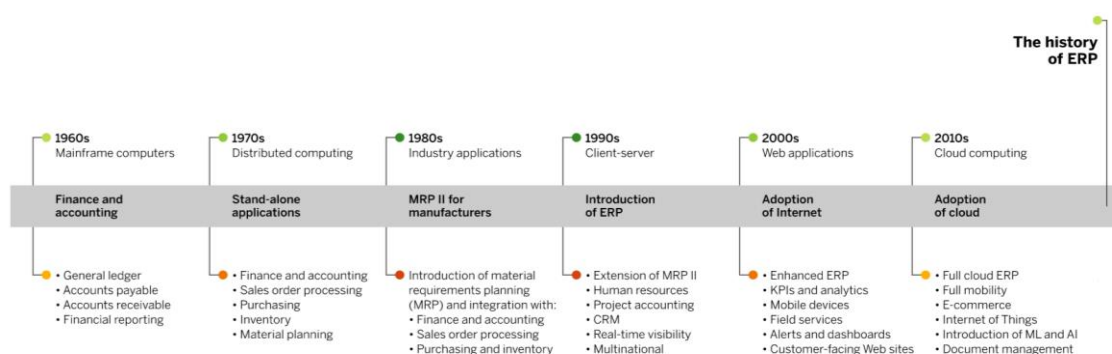 The history
of ERP
1960s
Mainframe computers
Finance and
accounting
• General ledger
• Accounts payable
• Accounts receivable
• Financial reporting
1970s
Distributed computing
Stand-alone
applications
• Finance and accounting
• Sales order processing
• Purchasing
• Inventory
• Material planning
1980s
Industry applications
MRP II for
manufacturers
Introduction of material
requirements planning
(MRP) and integration with:
• Finance and accounting
• Sales order processing
• Purchasing and inventory
1990s
Client-server
Introduction
of ERP
• Extension of MRP II
• Human resources
• Project accounting
• CRM
• Real-time visibility
• Multinational
2000s
Web applications
Adoption
of Internet
• Enhanced ERP
• KPIs and analytics
• Mobile devices
• Field services
• Alerts and dashboards
• Customer-facing Web sites
2010s
Cloud computing
Adoption
of cloud
• Full cloud ERP
• Full mobility
• E-commerce
• Internet of Things
• Introduction of ML and AI
• Document management